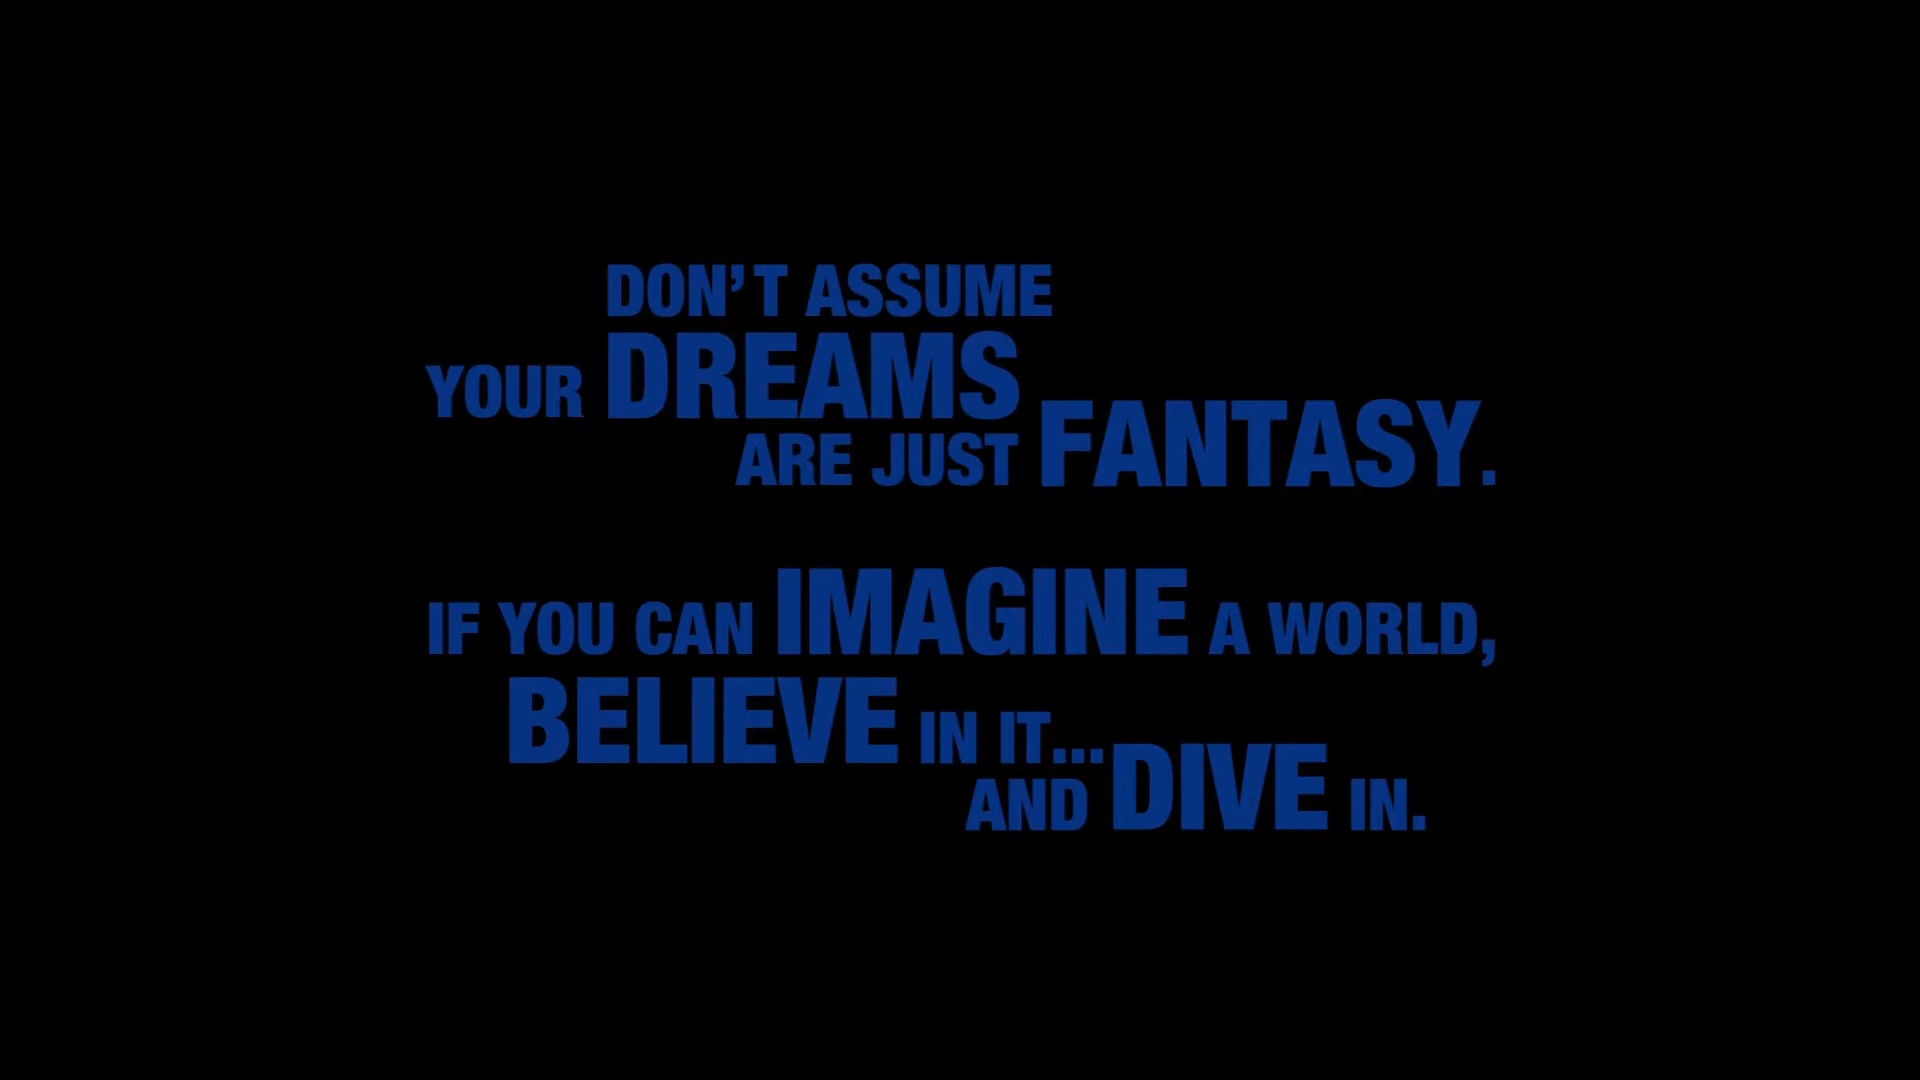 DON'T ASSUME
YOUR DREAMS
ARE JUST FANTASY.
IF YOU CAN IMAGINE A WORLD,
BELIEVE IN IT...
AND DIVE IN.